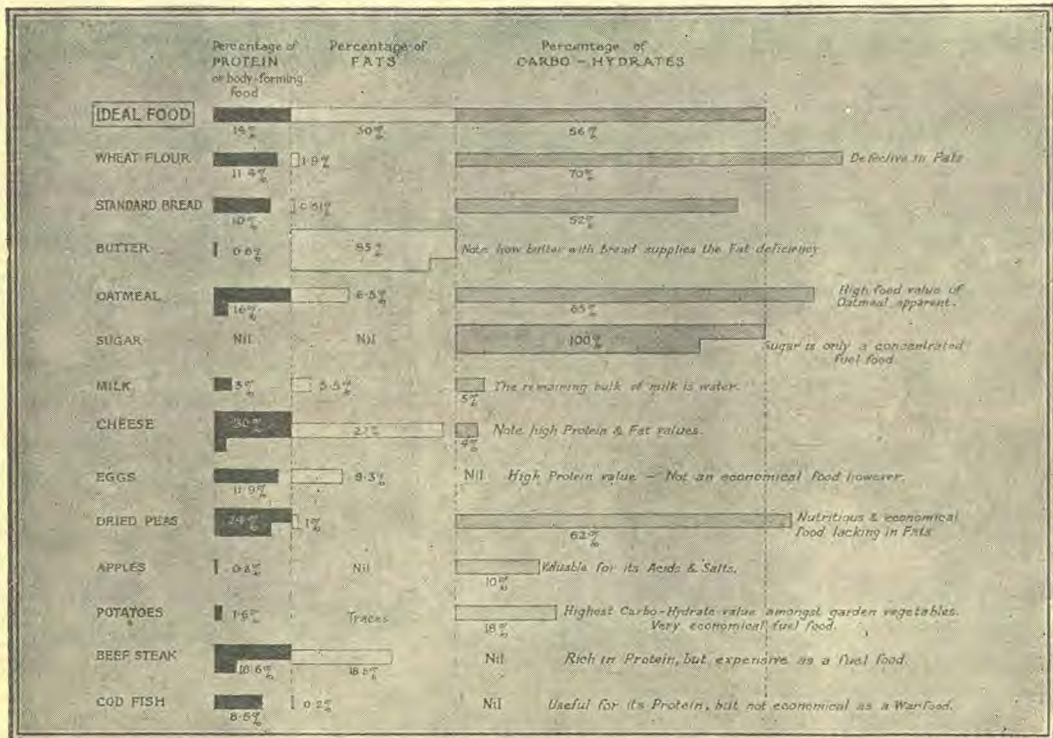 Percentage of PROTEIN or body-forming food
Percentage of FATS
Percentage of CARBO-HYDRATES
IDEAL FOOD 14% 30% 56%
WHEAT FLOUR 11.4% 1.9% 70% Defective in Fats
STANDARD BREAD 10% 52%
BUTTER 85% Note how butter with bread supplies the Fat deficiency
OATMEAL 16% 65% High food value of
Oatmeal apparent.
SUGAR Nil Nil 100% Sugar is only a concentrated
fuel food.
MILK 3% 3.5% 5% The remaining bulk of milk is water.
CHEESE 30% 27% 4% Note high Protein & Fat values.
EGGS 11.9% 9.3% Nil High Protein value — Not an economical food however.
DRIED PEAS 24% 1% 62% Nutritious & economical
food lacking in Fats
APPLES Nil 10% Valuable for its Acids & Salts.
POTATOES Traces 18% Highest Carbo-Hydrate value amongst garden vegetables.
Very economical fuel food.
BEEF STEAK 18.6% 18.5% Nil Rich in Protein, but expensive as a fuel food.
COD FISH 8.5% 0.2% Nil Useful for its Protein, but not economical as a War food.